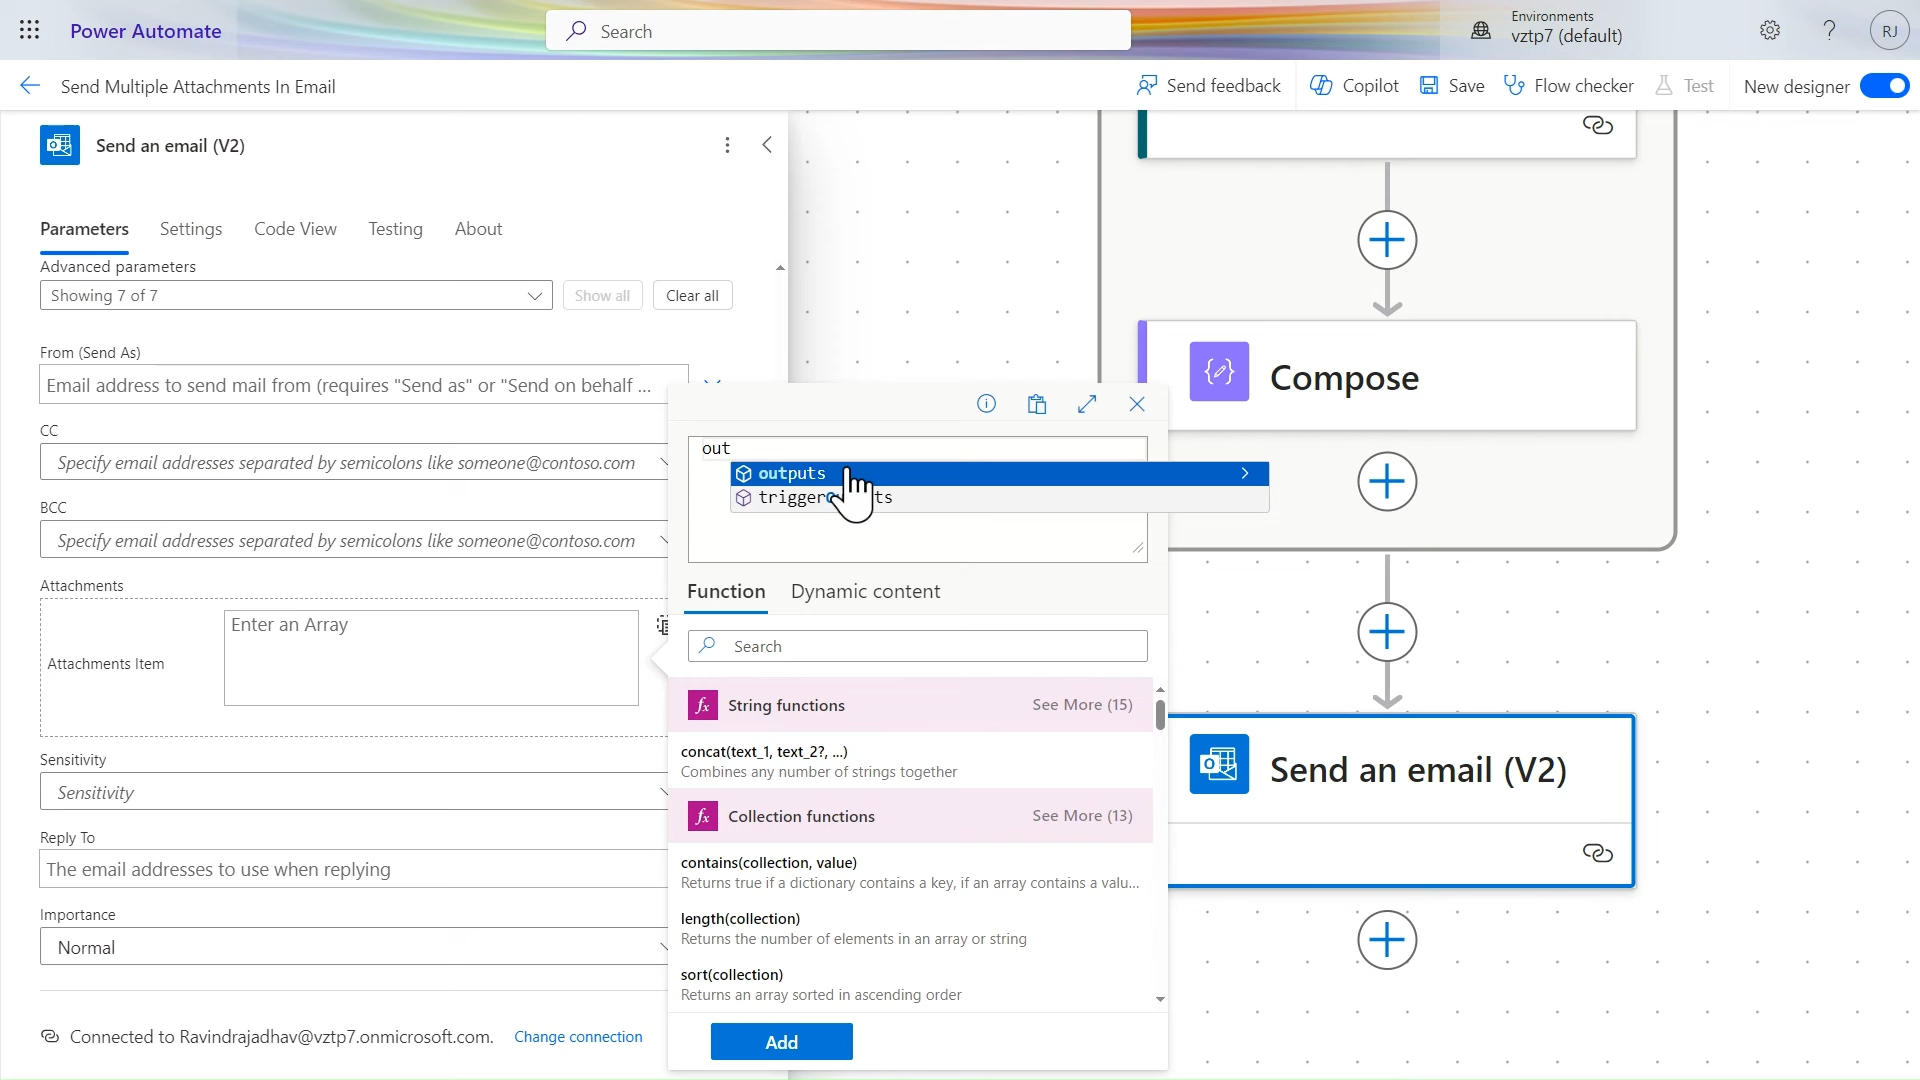 Power Automate
Search
Environments
vztp7 (default)
RJ
Send Multiple Attachments In Email
Send feedback
Copilot
Save
Flow checker
Test
New designer
Send an email (V2)
Parameters
Settings
Code View
Testing
About
Advanced parameters
Showing 7 of 7
Show all
Clear all
From (Send As)
Email address to send mail from (requires "Send as" or "Send on behalf ...
CC
Specify email addresses separated by semicolons like someone@contoso.com
BCC
Specify email addresses separated by semicolons like someone@contoso.com
Attachments
Enter an Array
Attachments Item
Sensitivity
Sensitivity
Reply To
The email addresses to use when replying
Importance
Normal
Connected to Ravindrajadhav@vztp7.onmicrosoft.com.
Change connection
out
outputs
Function
Dynamic content
Search
String functions
See More (15)
concat(text_1, text_2?, ...)
Combines any number of strings together
Collection functions
See More (13)
contains(collection, value)
Returns true if a dictionary contains a key, if an array contains a valu...
length(collection)
Returns the number of elements in an array or string
sort(collection)
Returns an array sorted in ascending order
Add
Compose
Send an email (V2)